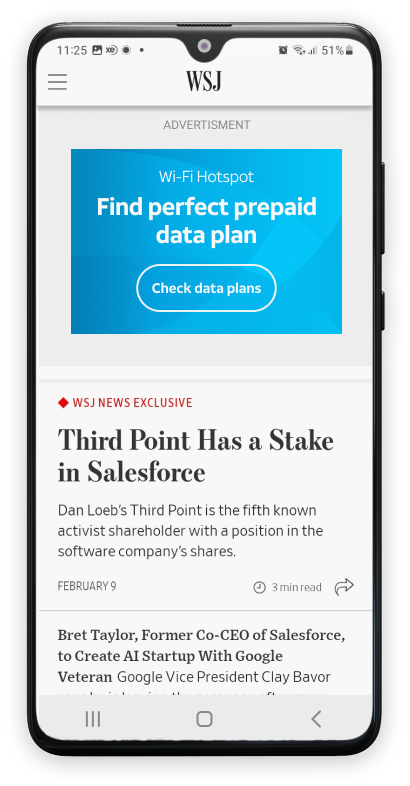 11:25 51%
WSJ
ADVERTISMENT
Wi-Fi Hotspot
Find perfect prepaid
data plan
Check data plans
WSJ NEWS EXCLUSIVE
Third Point Has a Stake
in Salesforce
Dan Loeb's Third Point is the fifth known
activist shareholder with a position in the
software company's shares.
FEBRUARY 9 3 min read
Bret Taylor, Former Co-CEO of Salesforce,
to Create AI Startup With Google
Veteran Google Vice President Clay Bavor